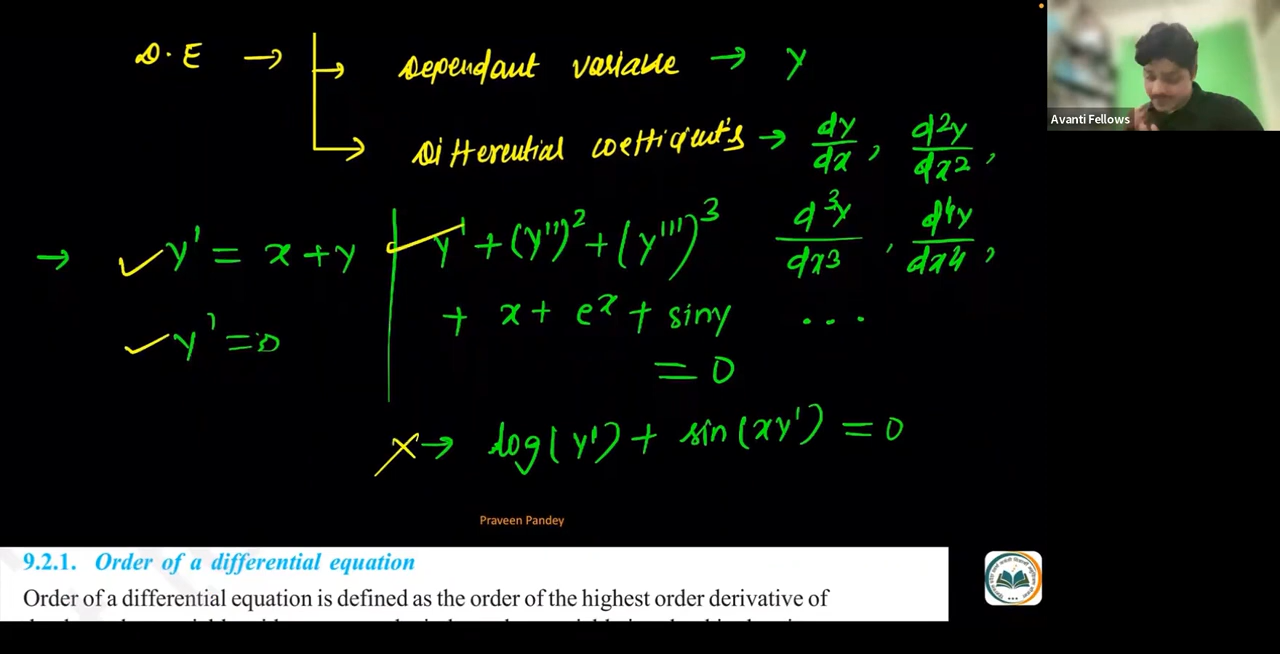 D.E → → Dependant variable → y
Avanti Fellows
→ Differential coefficients → dy/dx, d2y/dx2,
d3y/dx3, d4y/dx4,
→ ✓ y' = x + y
y' + (y'')2 + (y''')3
+ x + ex + siny ...
✓ y' = 0
= 0
✗ → log(y') + sin(xy') = 0
Praveen Pandey
9.2.1. Order of a differential equation
Order of a differential equation is defined as the order of the highest order derivative of